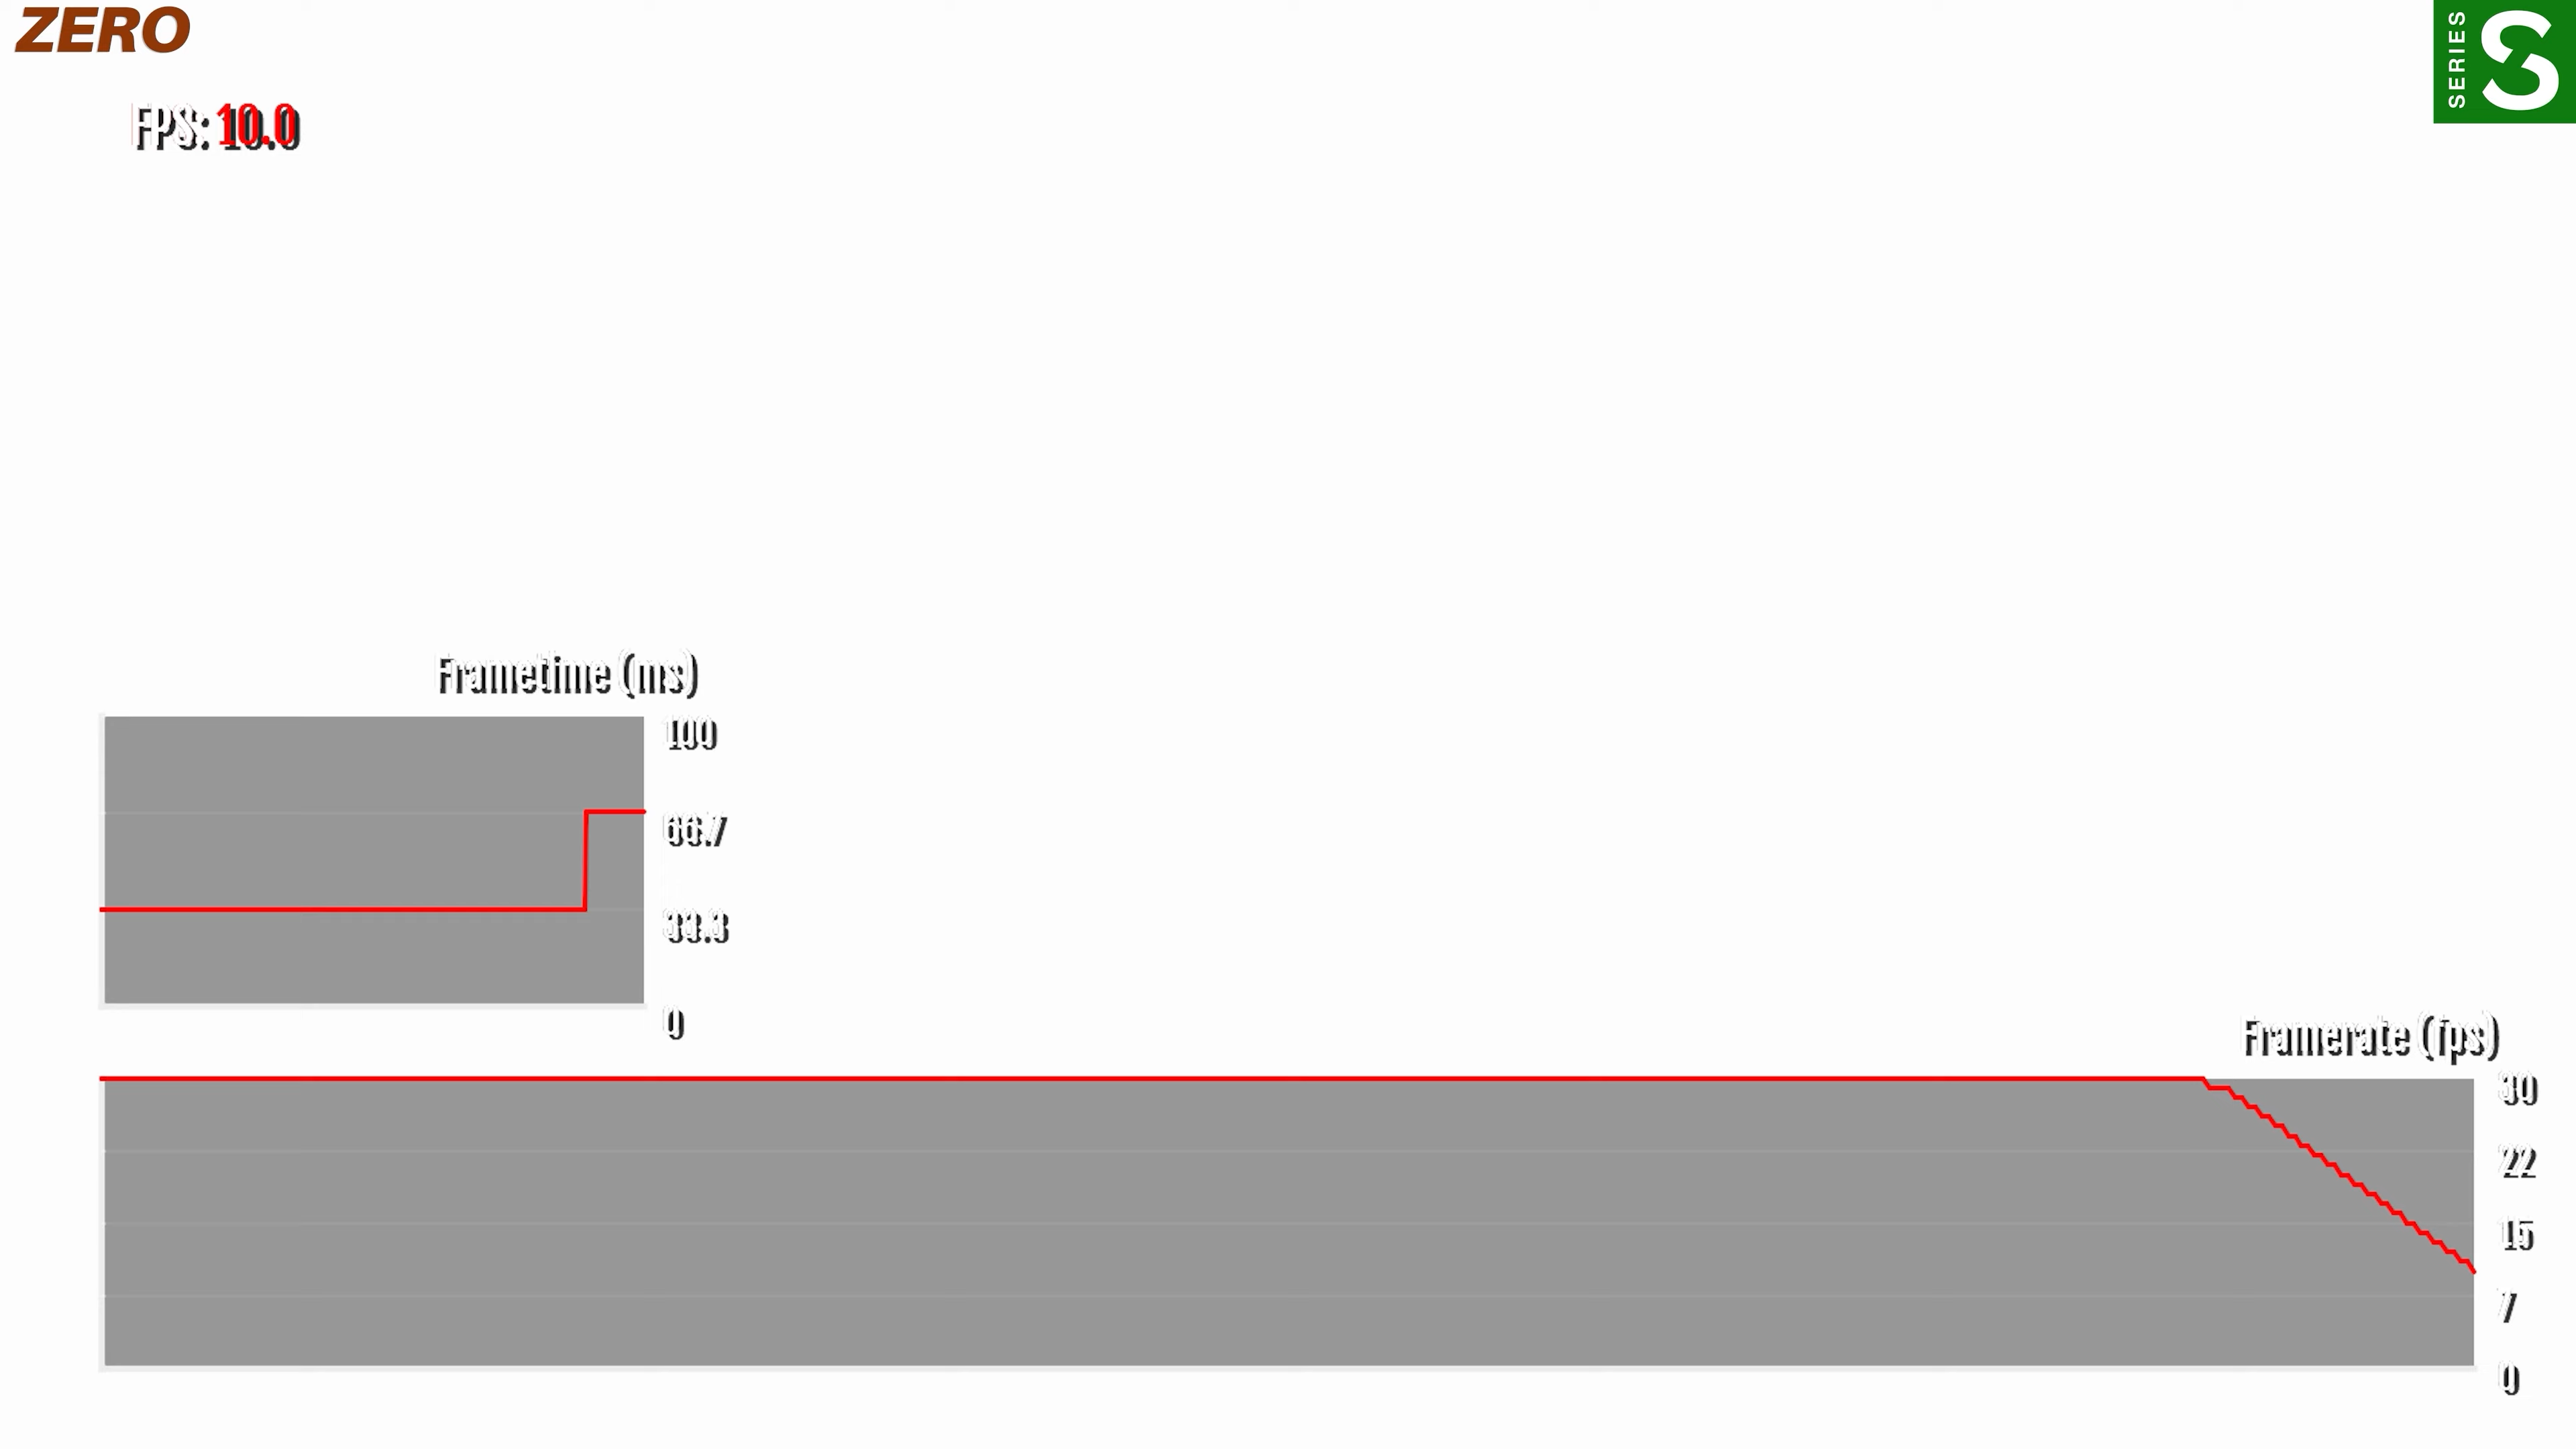 ZERO
SERIES S
FPS: 10.0
Frametime (ms)
100
66.7
33.3
0
Framerate (fps)
30
22
15
7
0